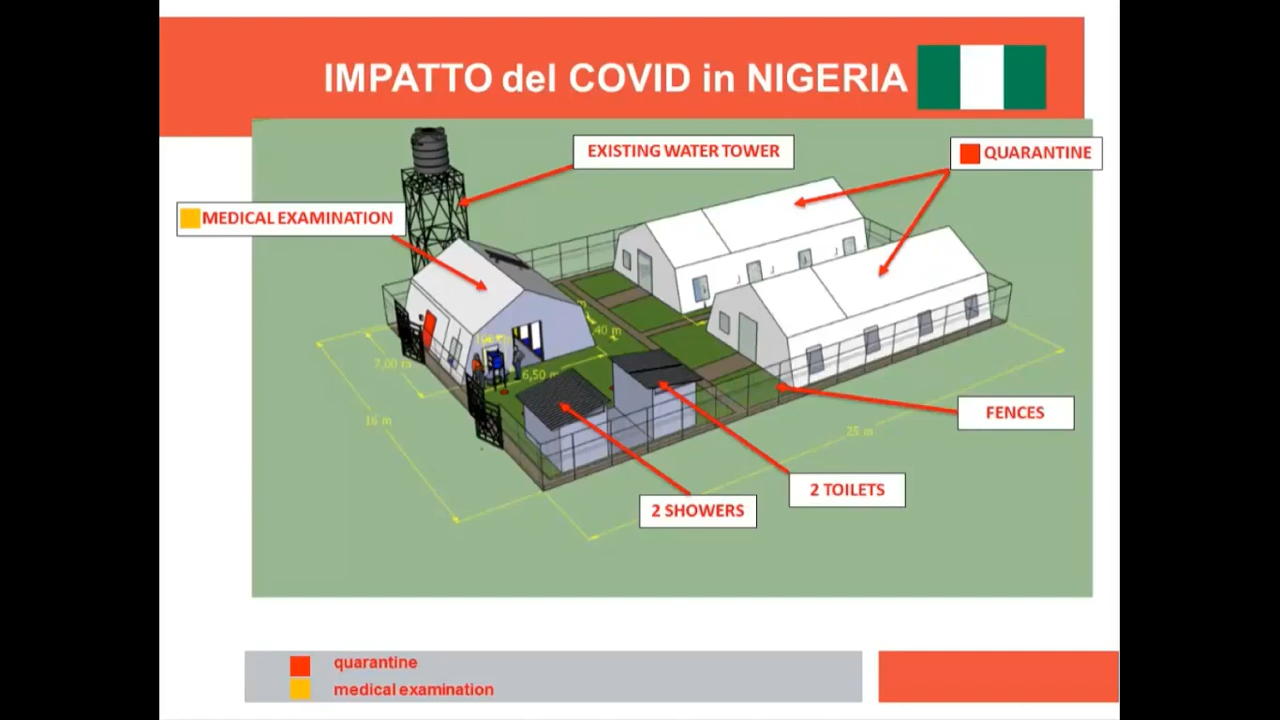 IMPATTO del COVID in NIGERIA
EXISTING WATER TOWER
QUARANTINE
MEDICAL EXAMINATION
7,00 m
6,50 m
16 m
25 m
FENCES
2 TOILETS
2 SHOWERS
quarantine
medical examination